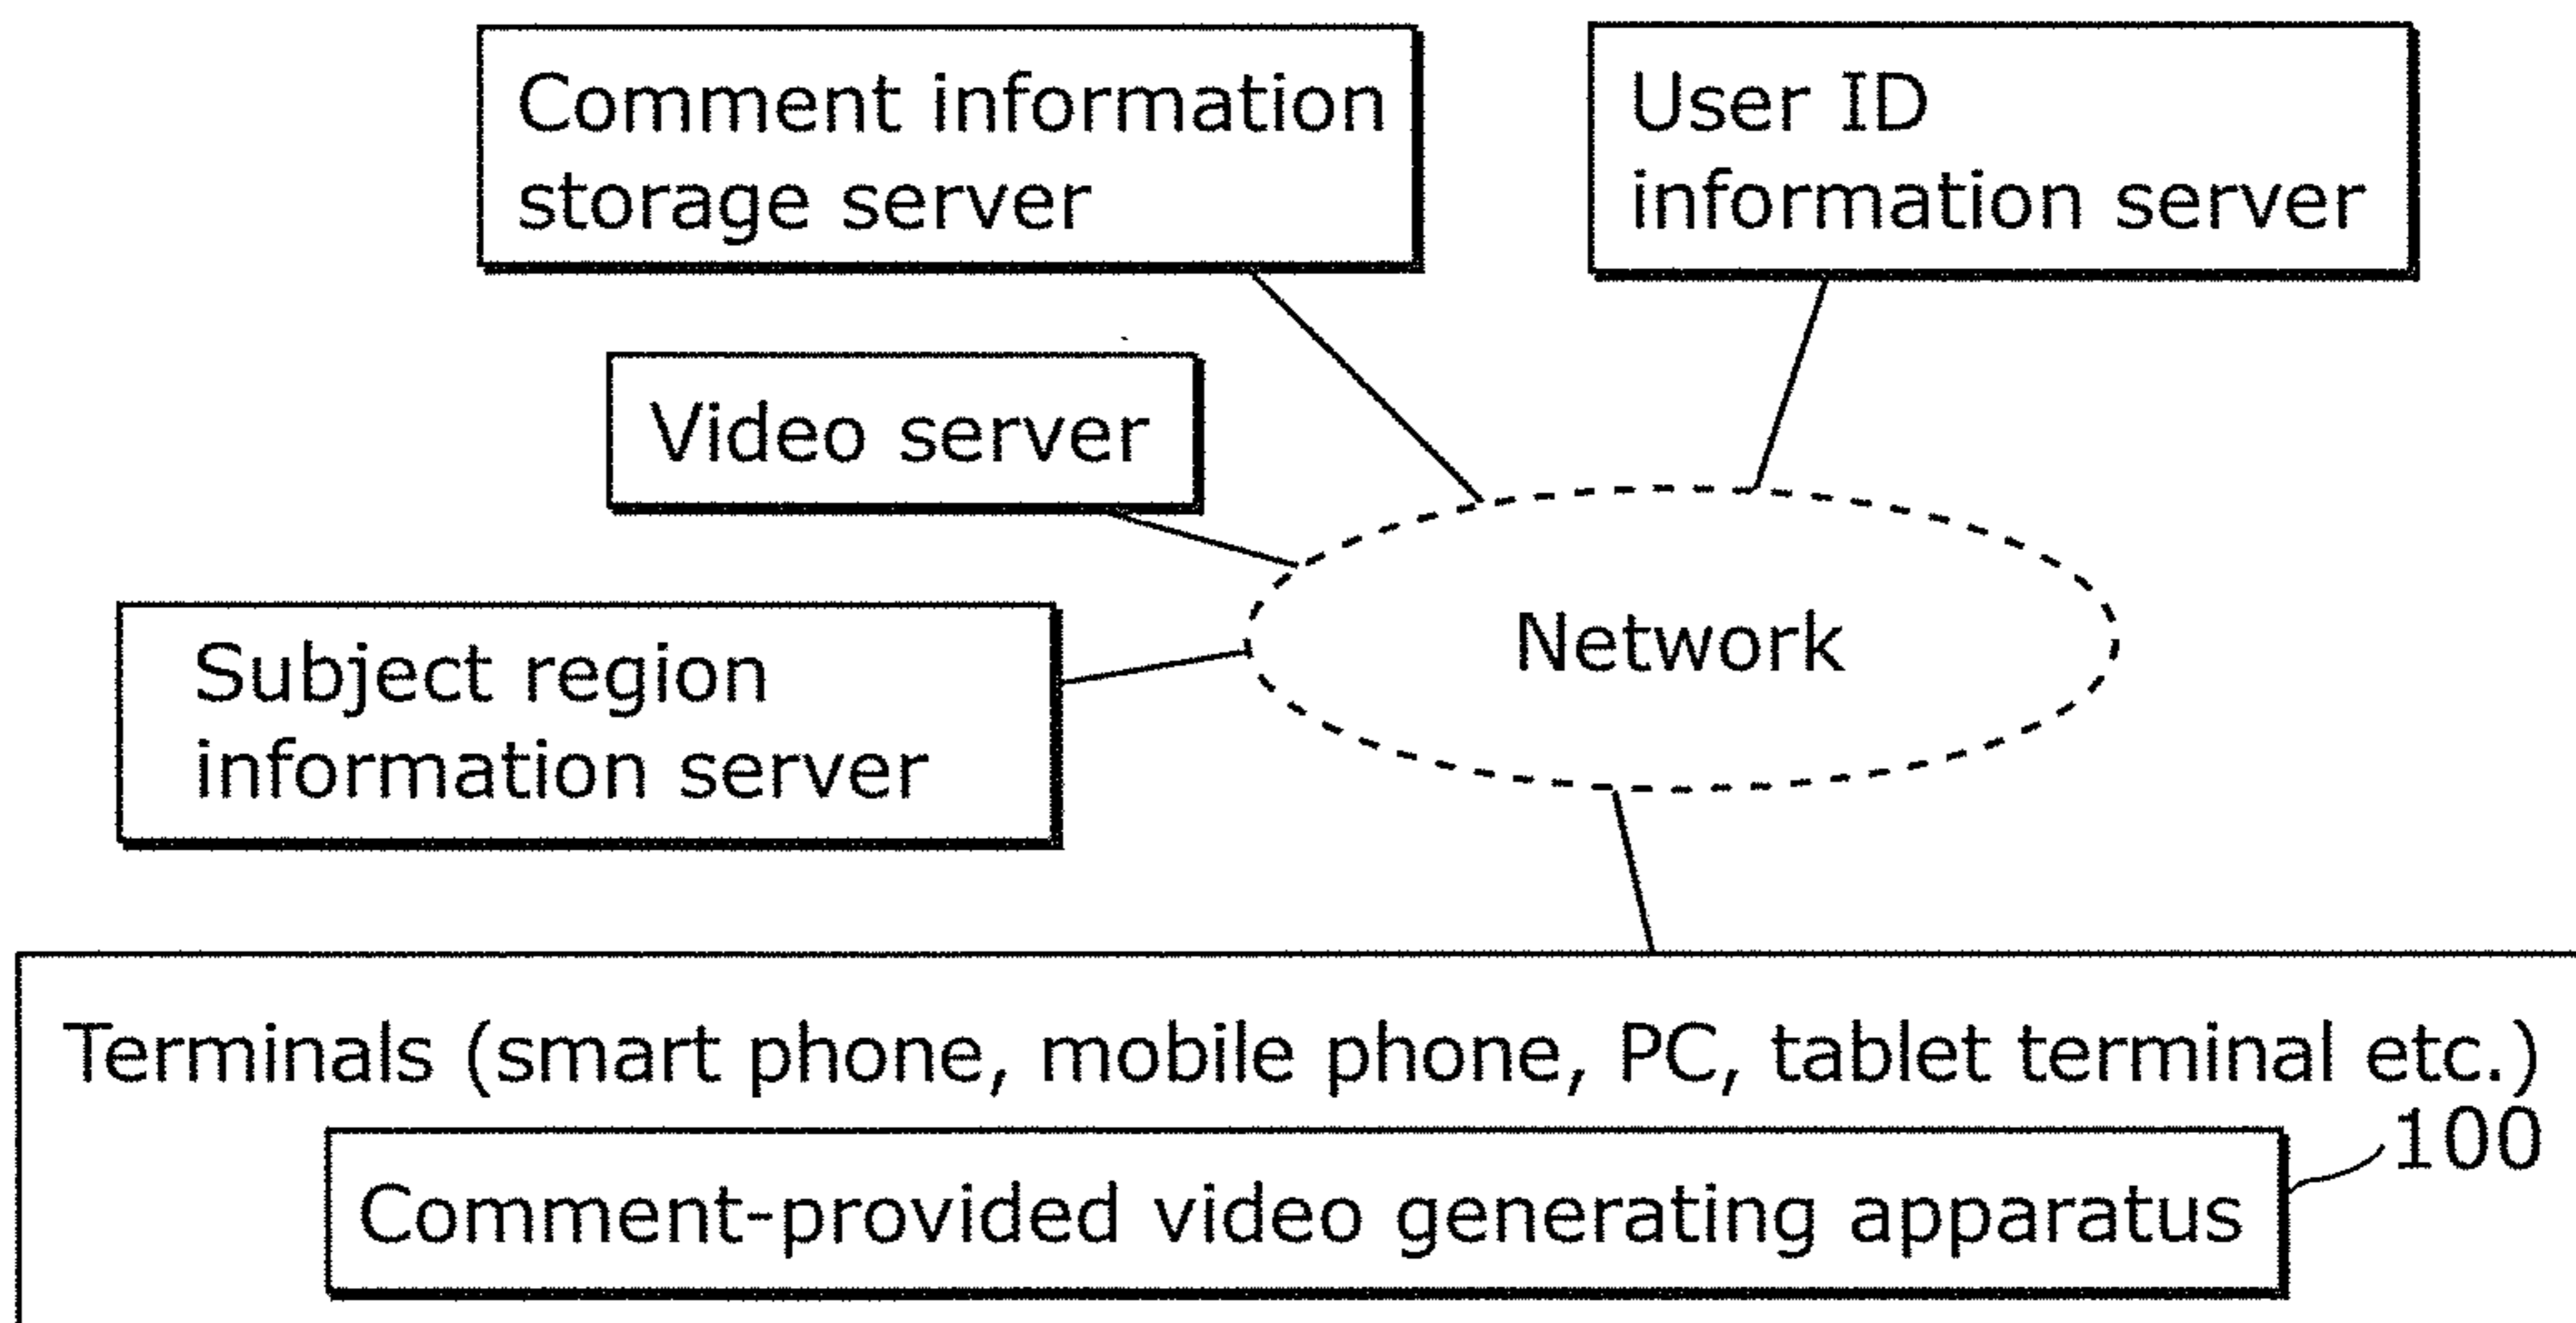 Comment information
storage server
User ID
information server
Video server
Subject region
information server
Network
Terminals (smart phone, mobile phone, PC, tablet terminal etc.)
100
Comment-provided video generating apparatus